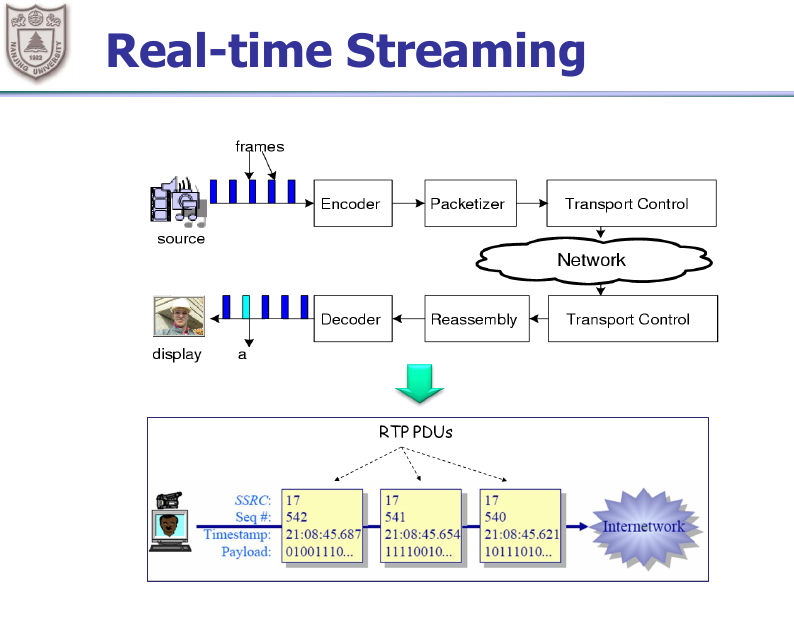 NANJING UNIVERSITY
1902
Real-time Streaming
frames
Encoder
Packetizer
Transport Control
source
Network
Decoder
Reassembly
Transport Control
display
a
RTP PDUs
SSRC: 17 17 17
Seq #: 542 541 540
Timestamp: 21:08:45.687 21:08:45.654 21:08:45.621
Payload: 01001110... 11110010... 10111010...
Internetwork